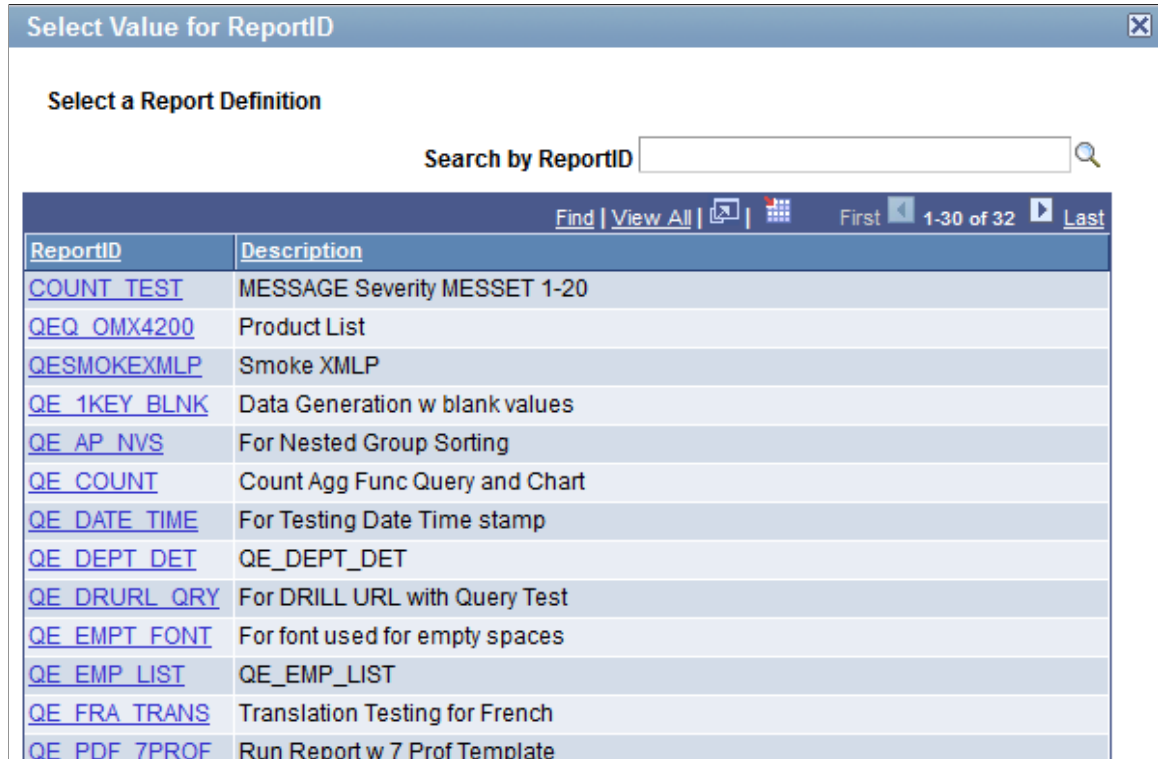 Select Value for ReportID
Select a Report Definition
Search by ReportID
Find | View All | | First 1-30 of 32 Last
ReportID Description
COUNT_TEST MESSAGE Severity MESSET 1-20
QEQ_OMX4200 Product List
QESMOKEXMLP Smoke XMLP
QE_1KEY_BLNK Data Generation w blank values
QE_AP_NVS For Nested Group Sorting
QE_COUNT Count Agg Func Query and Chart
QE_DATE_TIME For Testing Date Time stamp
QE_DEPT_DET QE_DEPT_DET
QE_DRURL_QRY For DRILL URL with Query Test
QE_EMPT_FONT For font used for empty spaces
QE_EMP_LIST QE_EMP_LIST
QE_FRA_TRANS Translation Testing for French
QE_PDF_7PROF Run Report w 7 Prof Template